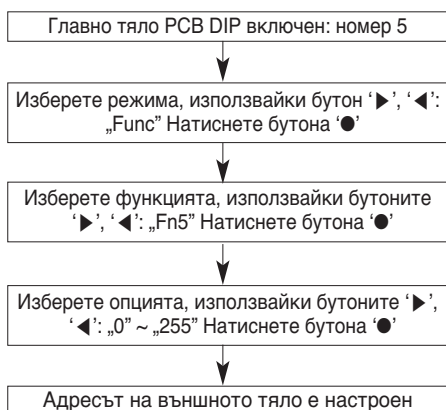 Главно тяло PCB DIP включен: номер 5
Изберете режима, използвайки бутон ‘▶’, ‘◀’:
„Func” Натиснете бутона ‘●’
Изберете функцията, използвайки бутоните
‘▶’, ‘◀’: „Fn5” Натиснете бутона ‘●’
Изберете опцията, използвайки бутоните ‘▶’,
‘◀’: „0” ~ „255” Натиснете бутона ‘●’
Адресът на външното тяло е настроен